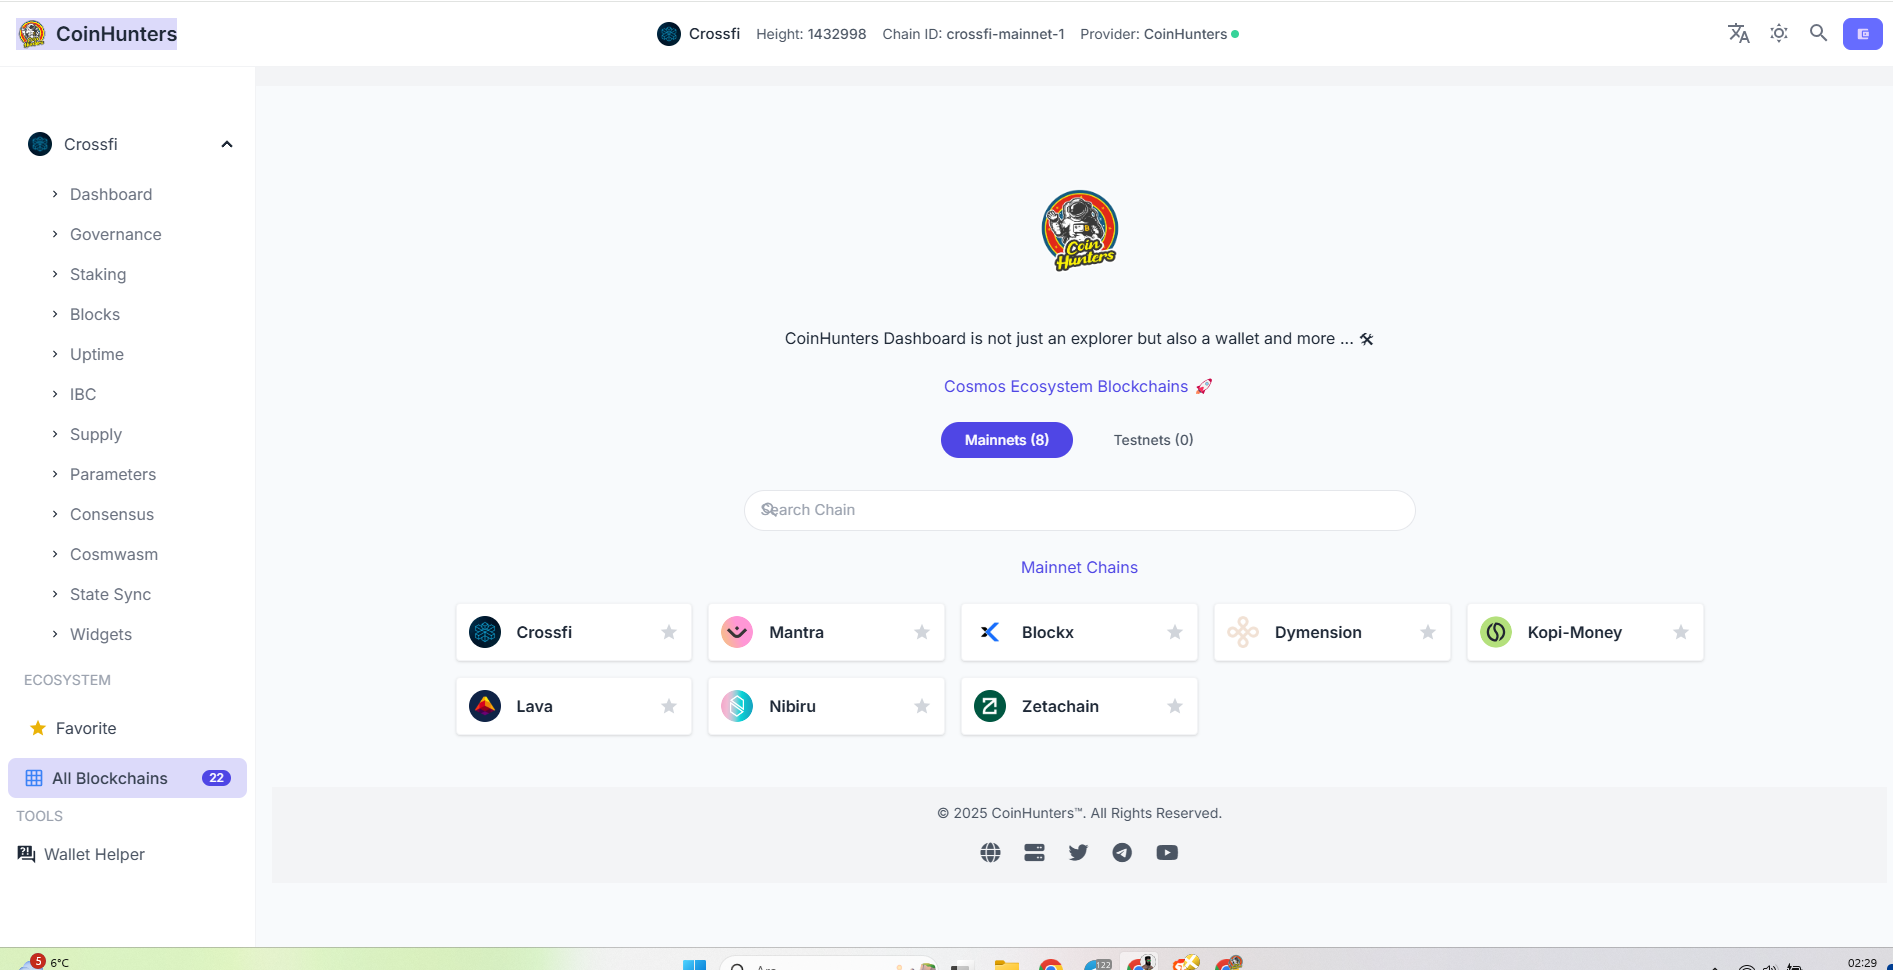 CoinHunters
Crossfi Height: 1432998 Chain ID: crossfi-mainnet-1 Provider: CoinHunters
Crossfi
Dashboard
Governance
Staking
Blocks
Uptime
IBC
Supply
Parameters
Consensus
Cosmwasm
State Sync
Widgets
ECOSYSTEM
Favorite
All Blockchains 22
TOOLS
Wallet Helper
Coin
Hunters
CoinHunters Dashboard is not just an explorer but also a wallet and more ... 🛠
Cosmos Ecosystem Blockchains 🚀
Mainnets (8) Testnets (0)
Search Chain
Mainnet Chains
Crossfi Mantra Blockx Dymension Kopi-Money
Lava Nibiru Zetachain
© 2025 CoinHunters™. All Rights Reserved.
5 6°C 122 02:29